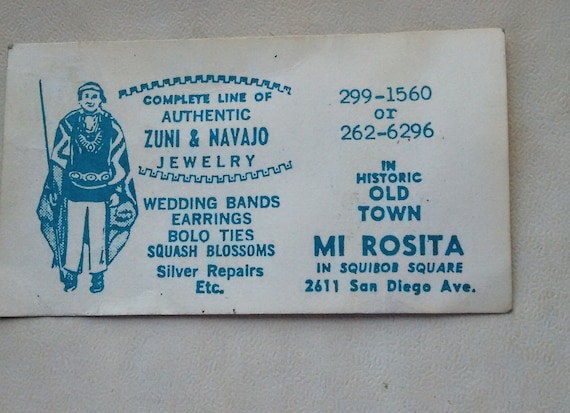 COMPLETE LINE OF
AUTHENTIC
ZUNI & NAVAJO
JEWELRY
WEDDING BANDS
EARRINGS
BOLO TIES
SQUASH BLOSSOMS
Silver Repairs
Etc.
299-1560
or
262-6296
IN
HISTORIC
OLD
TOWN
MI ROSITA
IN SQUIBOB SQUARE
2611 San Diego Ave.